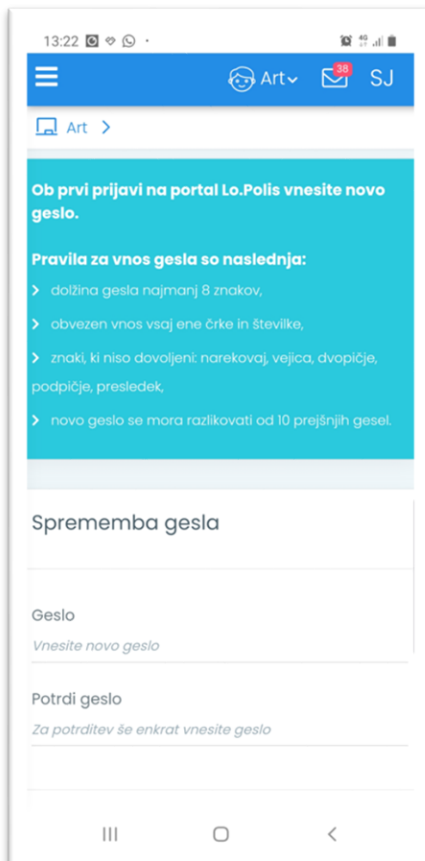 13:22
4G
Art
38
SJ
Art
Ob prvi prijavi na portal Lo.Polis vnesite novo
geslo.
Pravila za vnos gesla so naslednja:
dolžina gesla najmanj 8 znakov,
obvezen vnos vsaj ene črke in številke,
znaki, ki niso dovoljeni: narekovaj, vejica, dvopičje,
podpičje, presledek,
novo geslo se mora razlikovati od 10 prejšnjih gesel.
Sprememba gesla
Geslo
Vnesite novo geslo
Potrdi geslo
Za potrditev še enkrat vnesite geslo